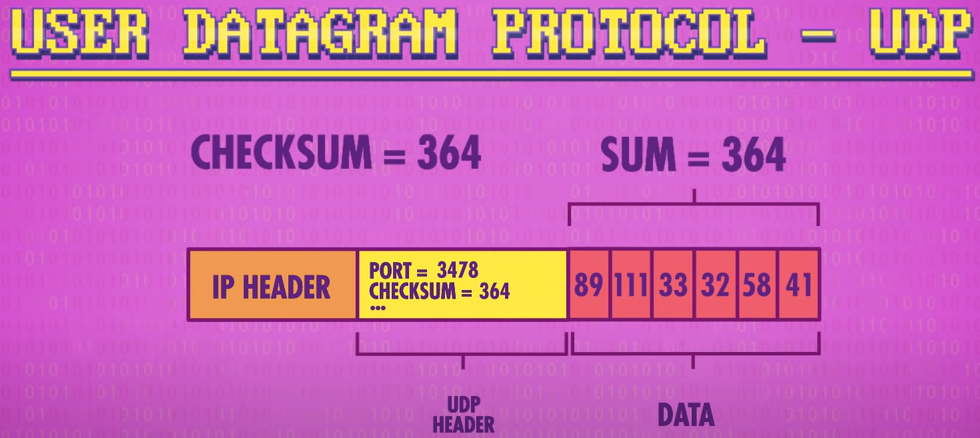 USER DATAGRAM PROTOCOL - UDP
CHECKSUM = 364
SUM = 364
IP HEADER
PORT = 3478
CHECKSUM = 364
...
89 111 33 32 58 41
UDP
HEADER
DATA